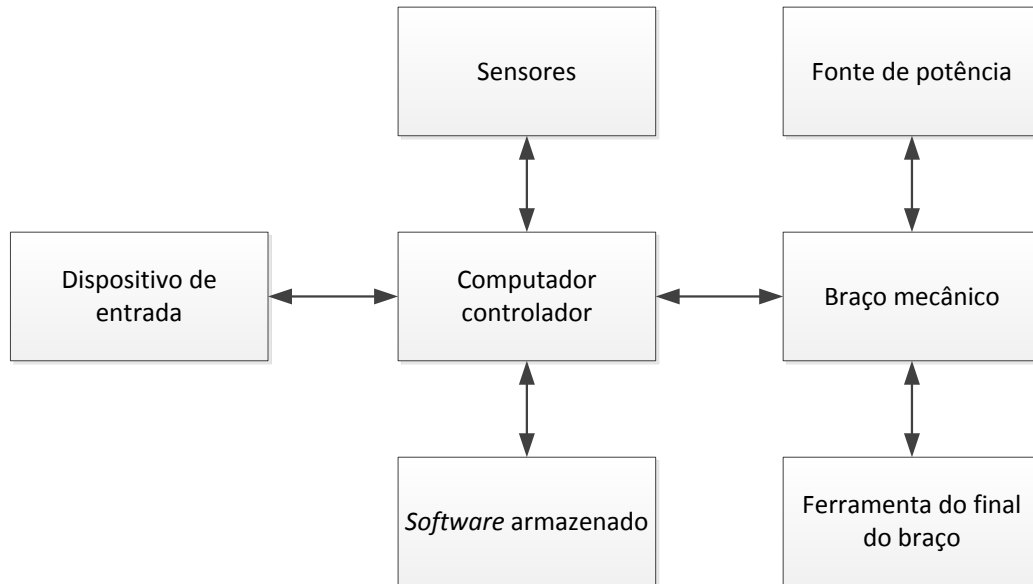 Sensores
Fonte de potência
Dispositivo de
entrada
Computador
controlador
Braço mecânico
Software armazenado
Ferramenta do final
do braço